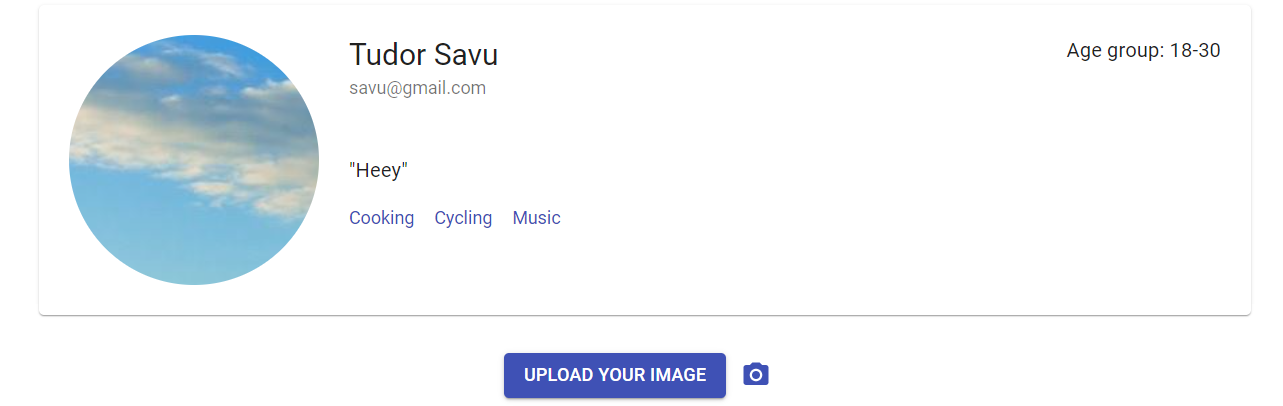 Tudor Savu
Age group: 18-30
savu@gmail.com
"Heey"
Cooking Cycling Music
UPLOAD YOUR IMAGE